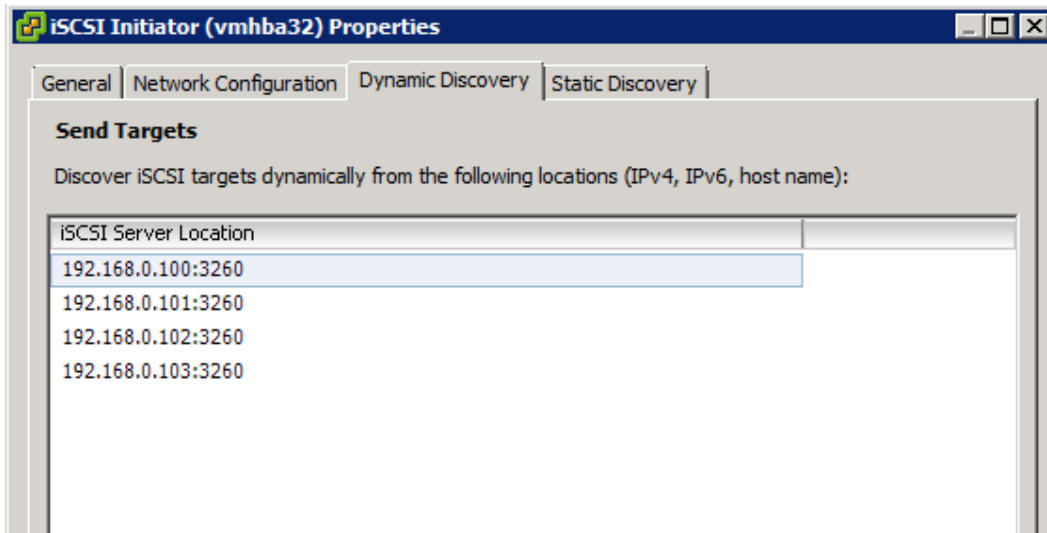 iSCSI Initiator (vmhba32) Properties
General Network Configuration Dynamic Discovery Static Discovery
Send Targets
Discover iSCSI targets dynamically from the following locations (IPv4, IPv6, host name):
iSCSI Server Location
192.168.0.100:3260
192.168.0.101:3260
192.168.0.102:3260
192.168.0.103:3260